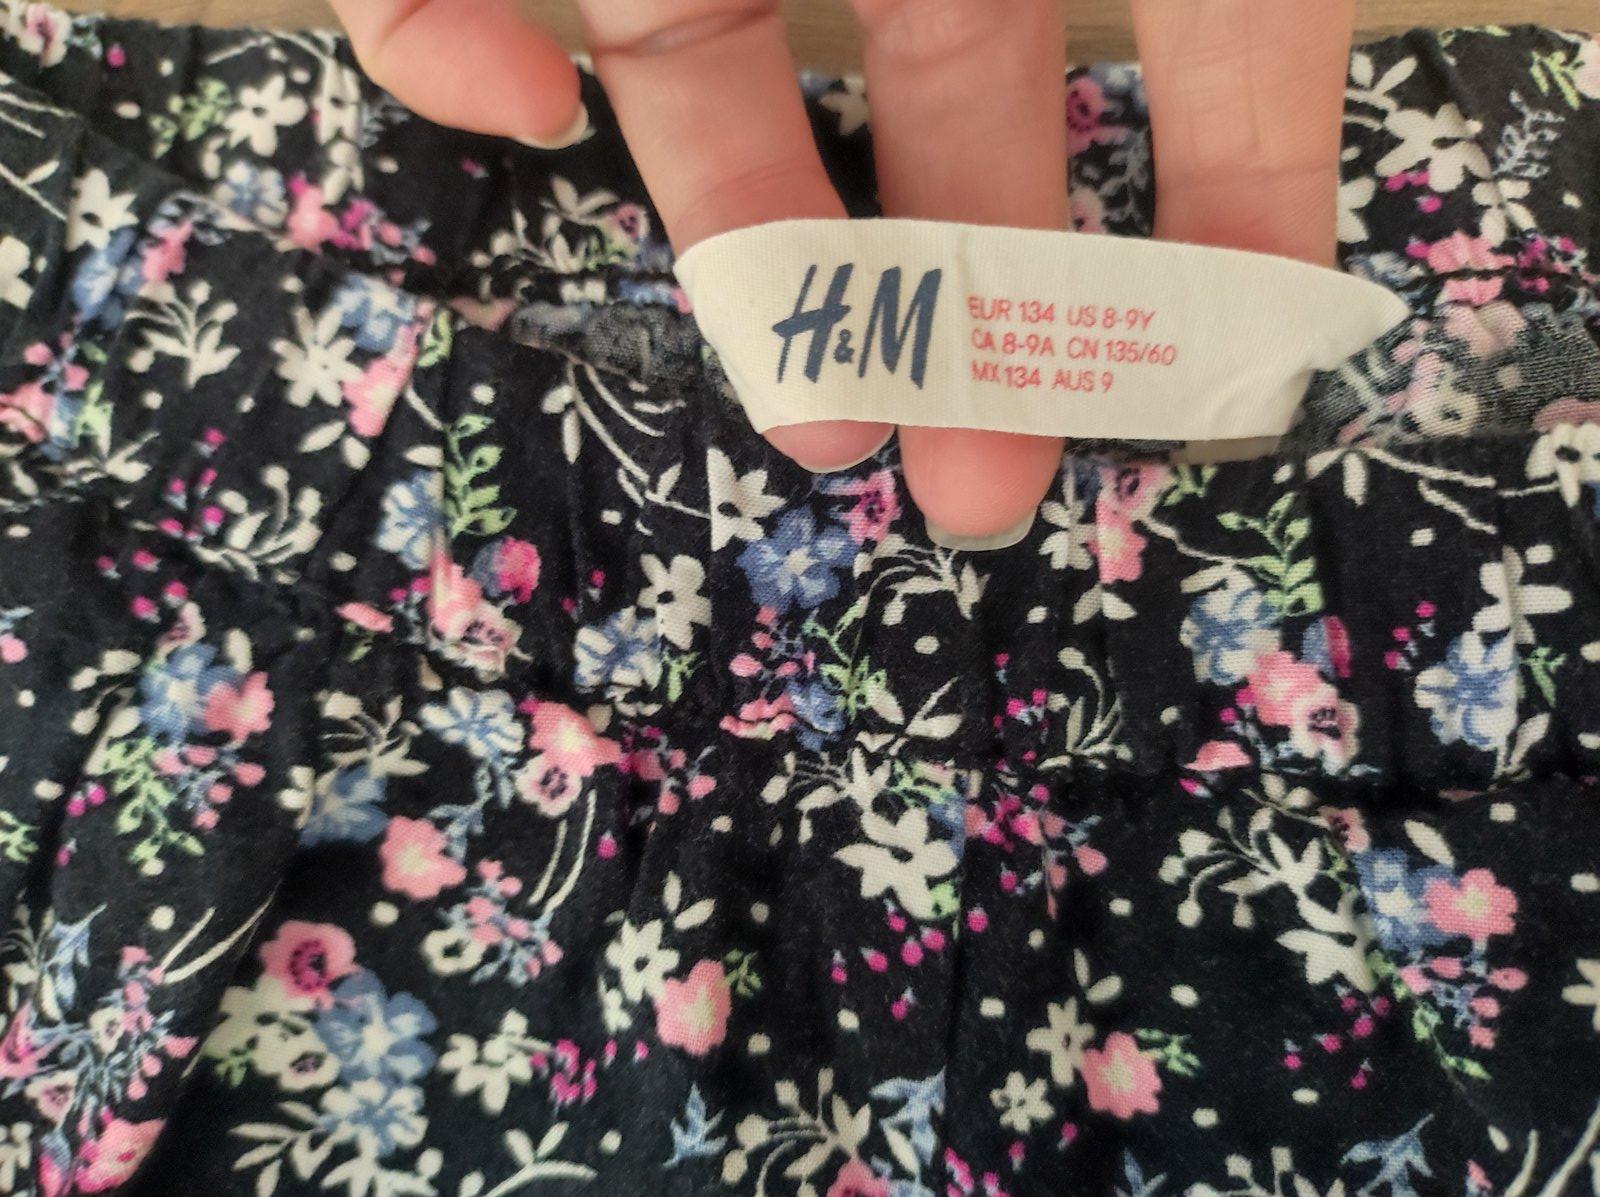 H&M
EUR 134 US 8-9Y
CA 8-9A CN 135/60
MX 134 AUS 9